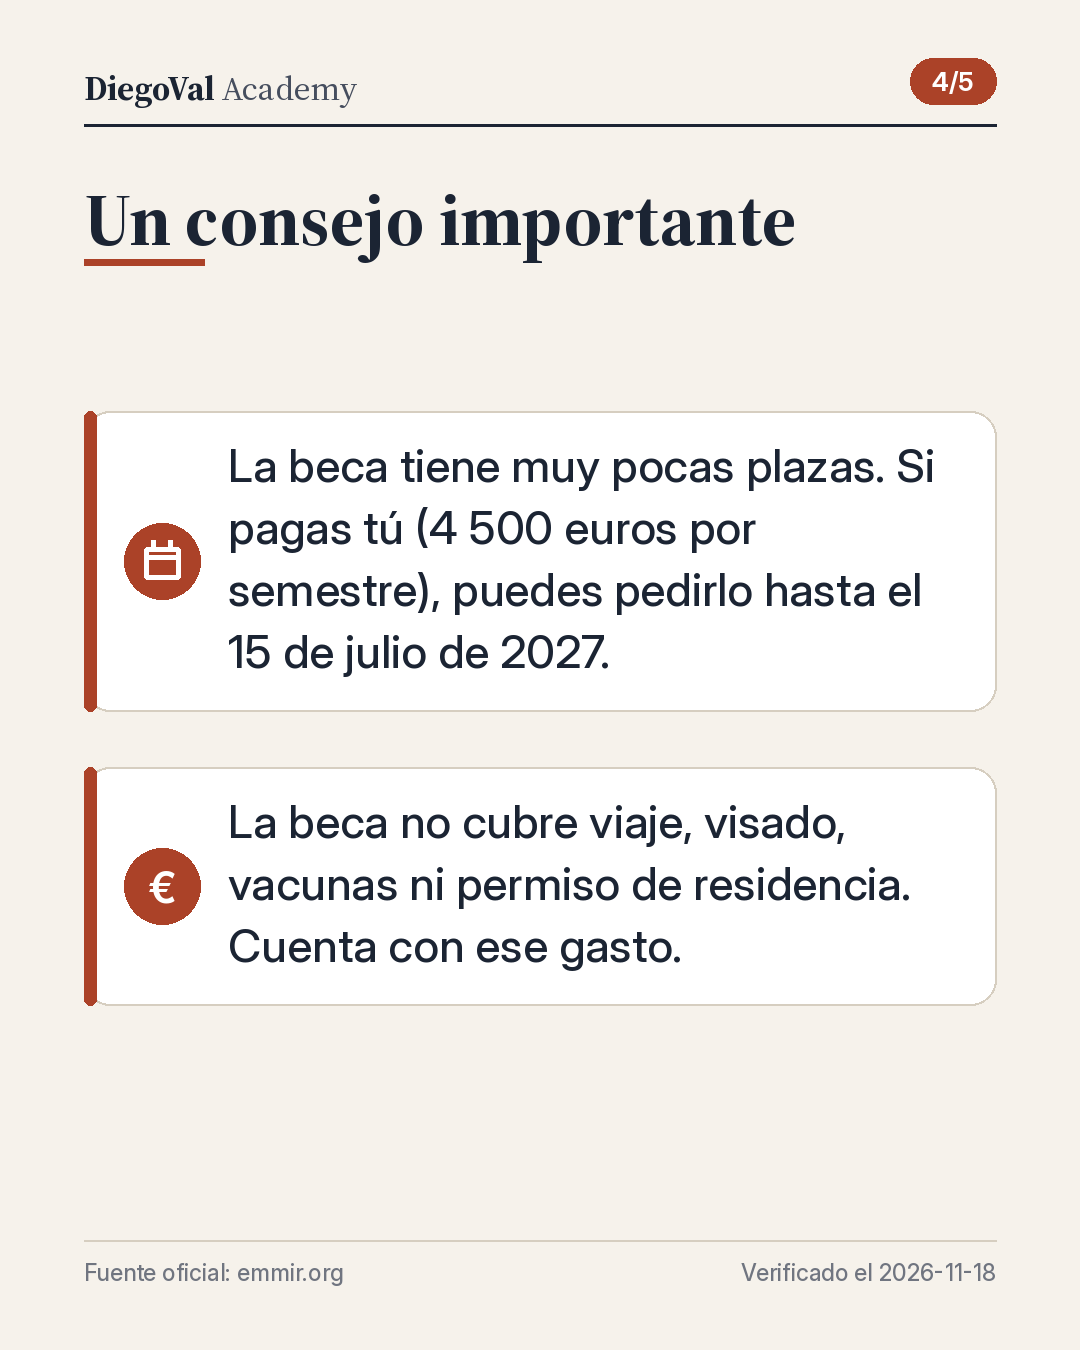 DiegoVal Academy
4/5
Un consejo importante
La beca tiene muy pocas plazas. Si
pagas tú (4 500 euros por
semestre), puedes pedirlo hasta el
15 de julio de 2027.
€
La beca no cubre viaje, visado,
vacunas ni permiso de residencia.
Cuenta con ese gasto.
Fuente oficial: emmir.org
Verificado el 2026-11-18